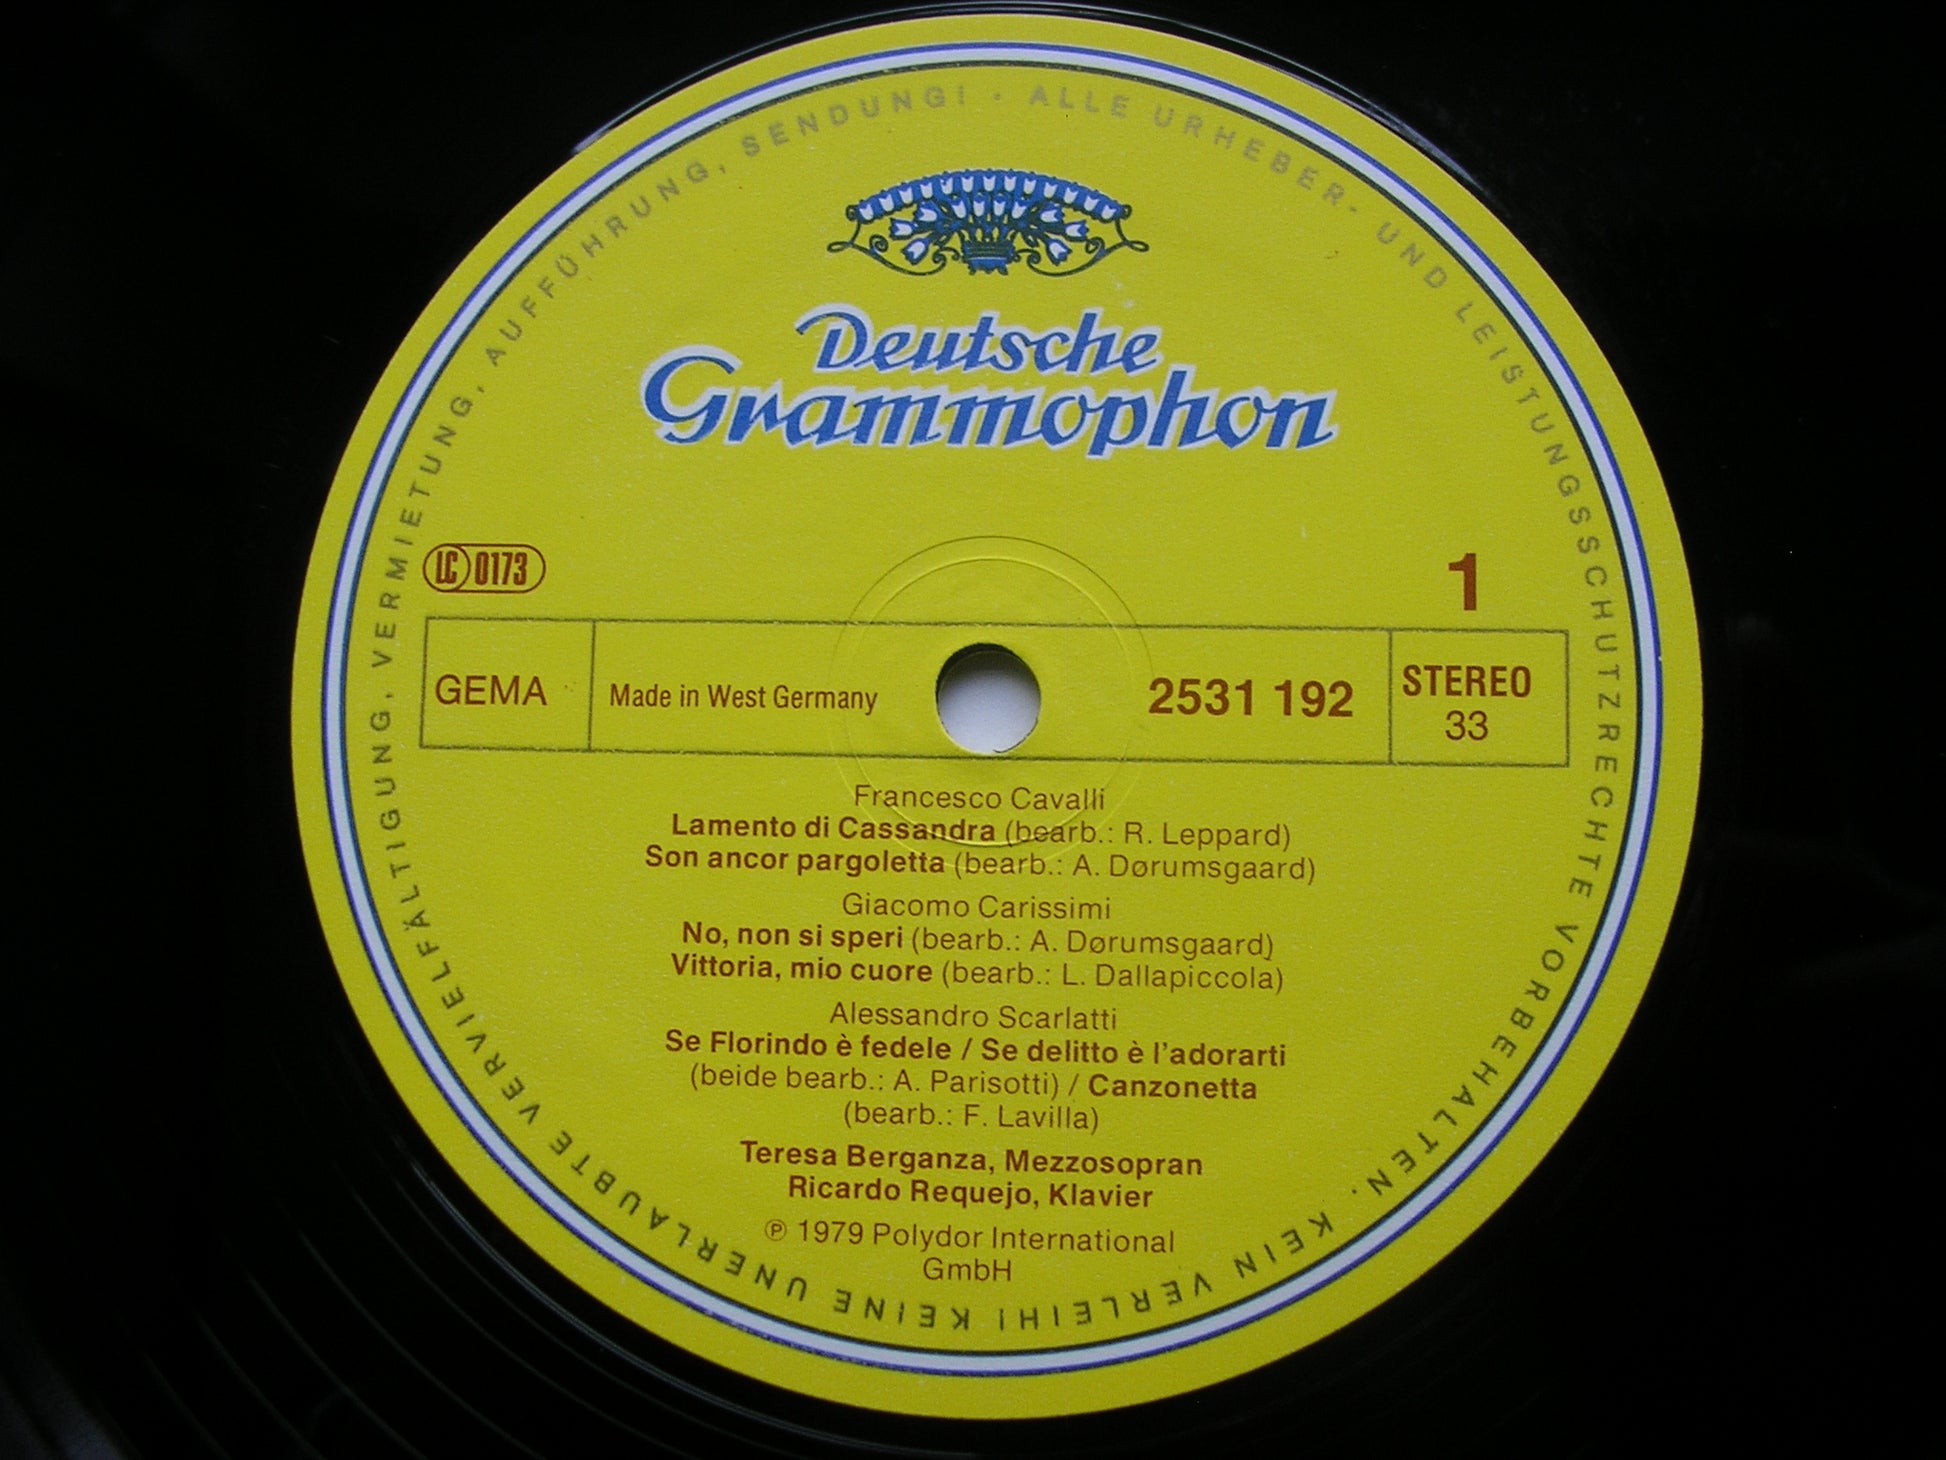 Deutsche
Grammophon
LC 0173
1
GEMA
Made in West Germany
2531 192
STEREO
33
Francesco Cavalli
Lamento di Cassandra (bearb.: R. Leppard)
Son ancor pargoletta (bearb.: A. Dørumsgaard)
Giacomo Carissimi
No, non si speri (bearb.: A. Dørumsgaard)
Vittoria, mio cuore (bearb.: L. Dallapiccola)
Alessandro Scarlatti
Se Florindo è fedele / Se delitto è l'adorarti
(beide bearb.: A. Parisotti) / Canzonetta
(bearb.: F. Lavilla)
Teresa Berganza, Mezzosopran
Ricardo Requejo, Klavier
℗ 1979 Polydor International
GmbH
ALLE URHEBER- UND LEISTUNGSSCHUTZRECHTE VORBEHALTEN. KEIN VERLEIH! KEINE UNERLAUBTE VERVIELFÄLTIGUNG, VERMIETUNG, AUFFÜHRUNG, SENDUNG! ·